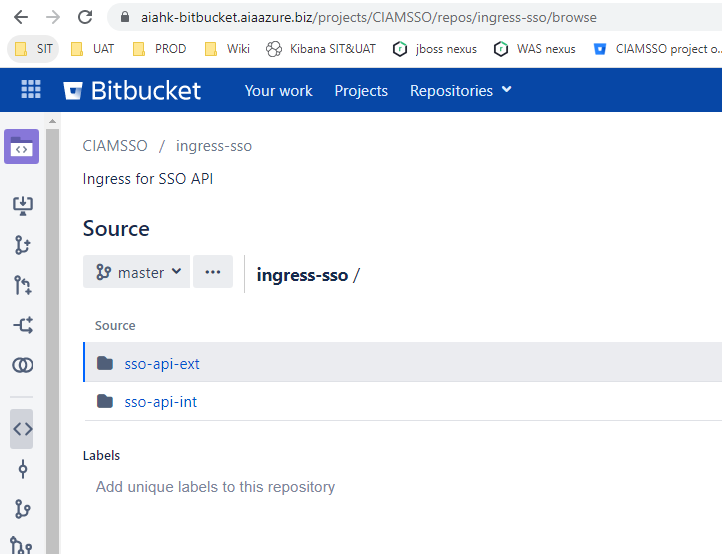 aiahk-bitbucket.aiaazure.biz/projects/CIAMSSO/repos/ingress-sso/browse
SIT UAT PROD Wiki Kibana SIT&UAT jboss nexus WAS nexus CIAMSSO project o...
Bitbucket Your work Projects Repositories
CIAMSSO / ingress-sso
Ingress for SSO API
Source
master ... ingress-sso /
Source
sso-api-ext
sso-api-int
Labels
Add unique labels to this repository